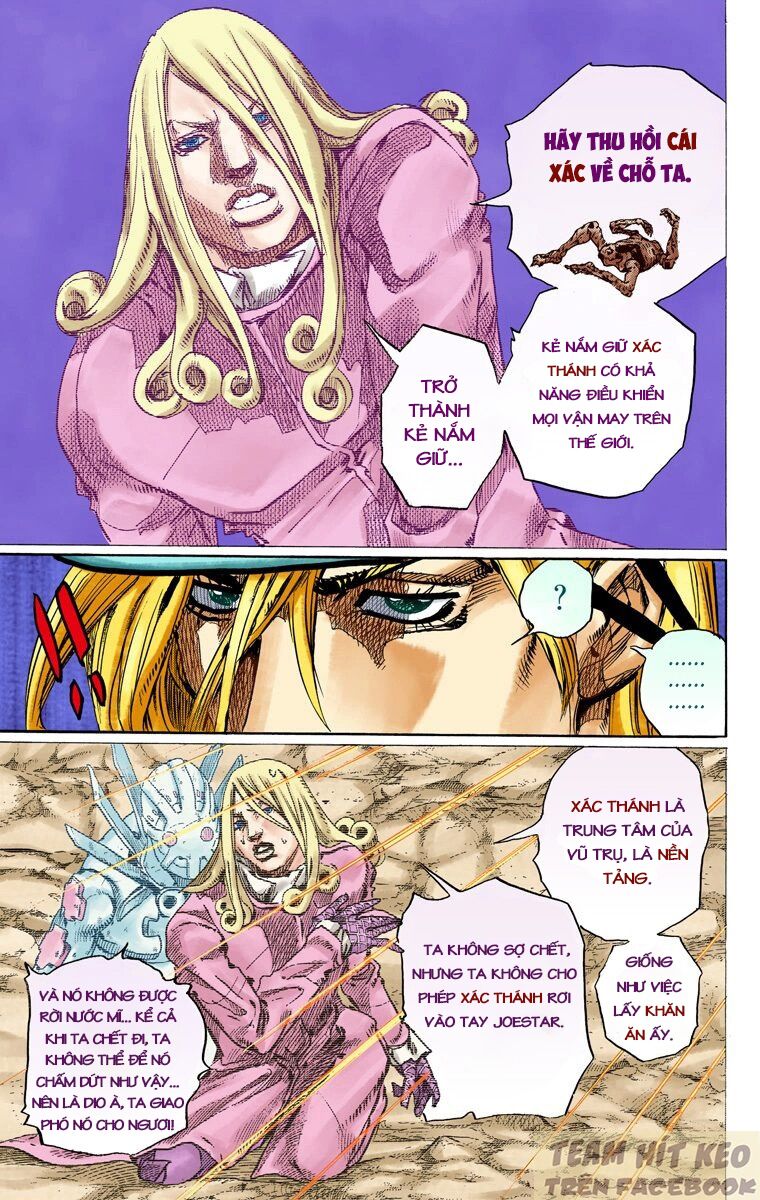 HÃY THU HỒI CÁI
XÁC VỀ CHỖ TA.
KẺ NẮM GIỮ XÁC
THÁNH CÓ KHẢ
NĂNG ĐIỀU KHIỂN
MỌI VẬN MAY TRÊN
THẾ GIỚI.
TRỞ
THÀNH
KẺ NẮM
GIỮ...
?
......
......
......
!!
XÁC THÁNH LÀ
TRUNG TÂM CỦA
VŨ TRỤ, LÀ NỀN
TẢNG.
GIỐNG
NHƯ VIỆC
LẤY KHĂN
ĂN ẤY.
TA KHÔNG SỢ CHẾT,
NHƯNG TA KHÔNG CHO
PHÉP XÁC THÁNH RƠI
VÀO TAY JOESTAR.
VÀ NÓ KHÔNG ĐƯỢC
RỜI NƯỚC MĨ... KỂ CẢ
KHI TA CHẾT ĐI, TA
KHÔNG THỂ ĐỂ NÓ
CHẤM DỨT NHƯ VẬY...
NÊN LÀ DIO À, TA GIAO
PHÓ NÓ CHO NGƯƠI!
TEAM HÍT KEO
TRÊN FACEBOOK